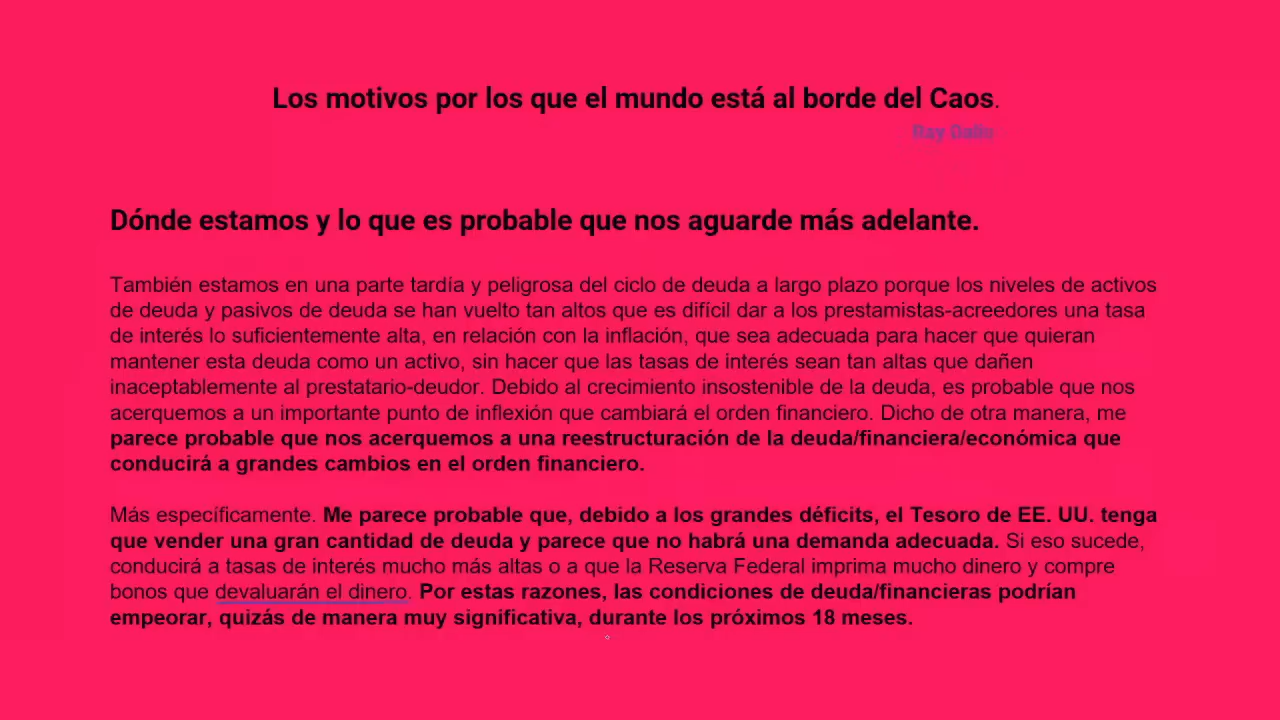 Los motivos por los que el mundo está al borde del Caos.
Ray Dalio
Dónde estamos y lo que es probable que nos aguarde más adelante.
También estamos en una parte tardía y peligrosa del ciclo de deuda a largo plazo porque los niveles de activos
de deuda y pasivos de deuda se han vuelto tan altos que es difícil dar a los prestamistas-acreedores una tasa
de interés lo suficientemente alta, en relación con la inflación, que sea adecuada para hacer que quieran
mantener esta deuda como un activo, sin hacer que las tasas de interés sean tan altas que dañen
inaceptablemente al prestatario-deudor. Debido al crecimiento insostenible de la deuda, es probable que nos
acerquemos a un importante punto de inflexión que cambiará el orden financiero. Dicho de otra manera, me
parece probable que nos acerquemos a una reestructuración de la deuda/financiera/económica que
conducirá a grandes cambios en el orden financiero.
Más específicamente. Me parece probable que, debido a los grandes déficits, el Tesoro de EE. UU. tenga
que vender una gran cantidad de deuda y parece que no habrá una demanda adecuada. Si eso sucede,
conducirá a tasas de interés mucho más altas o a que la Reserva Federal imprima mucho dinero y compre
bonos que devaluarán el dinero. Por estas razones, las condiciones de deuda/financieras podrían
empeorar, quizás de manera muy significativa, durante los próximos 18 meses.